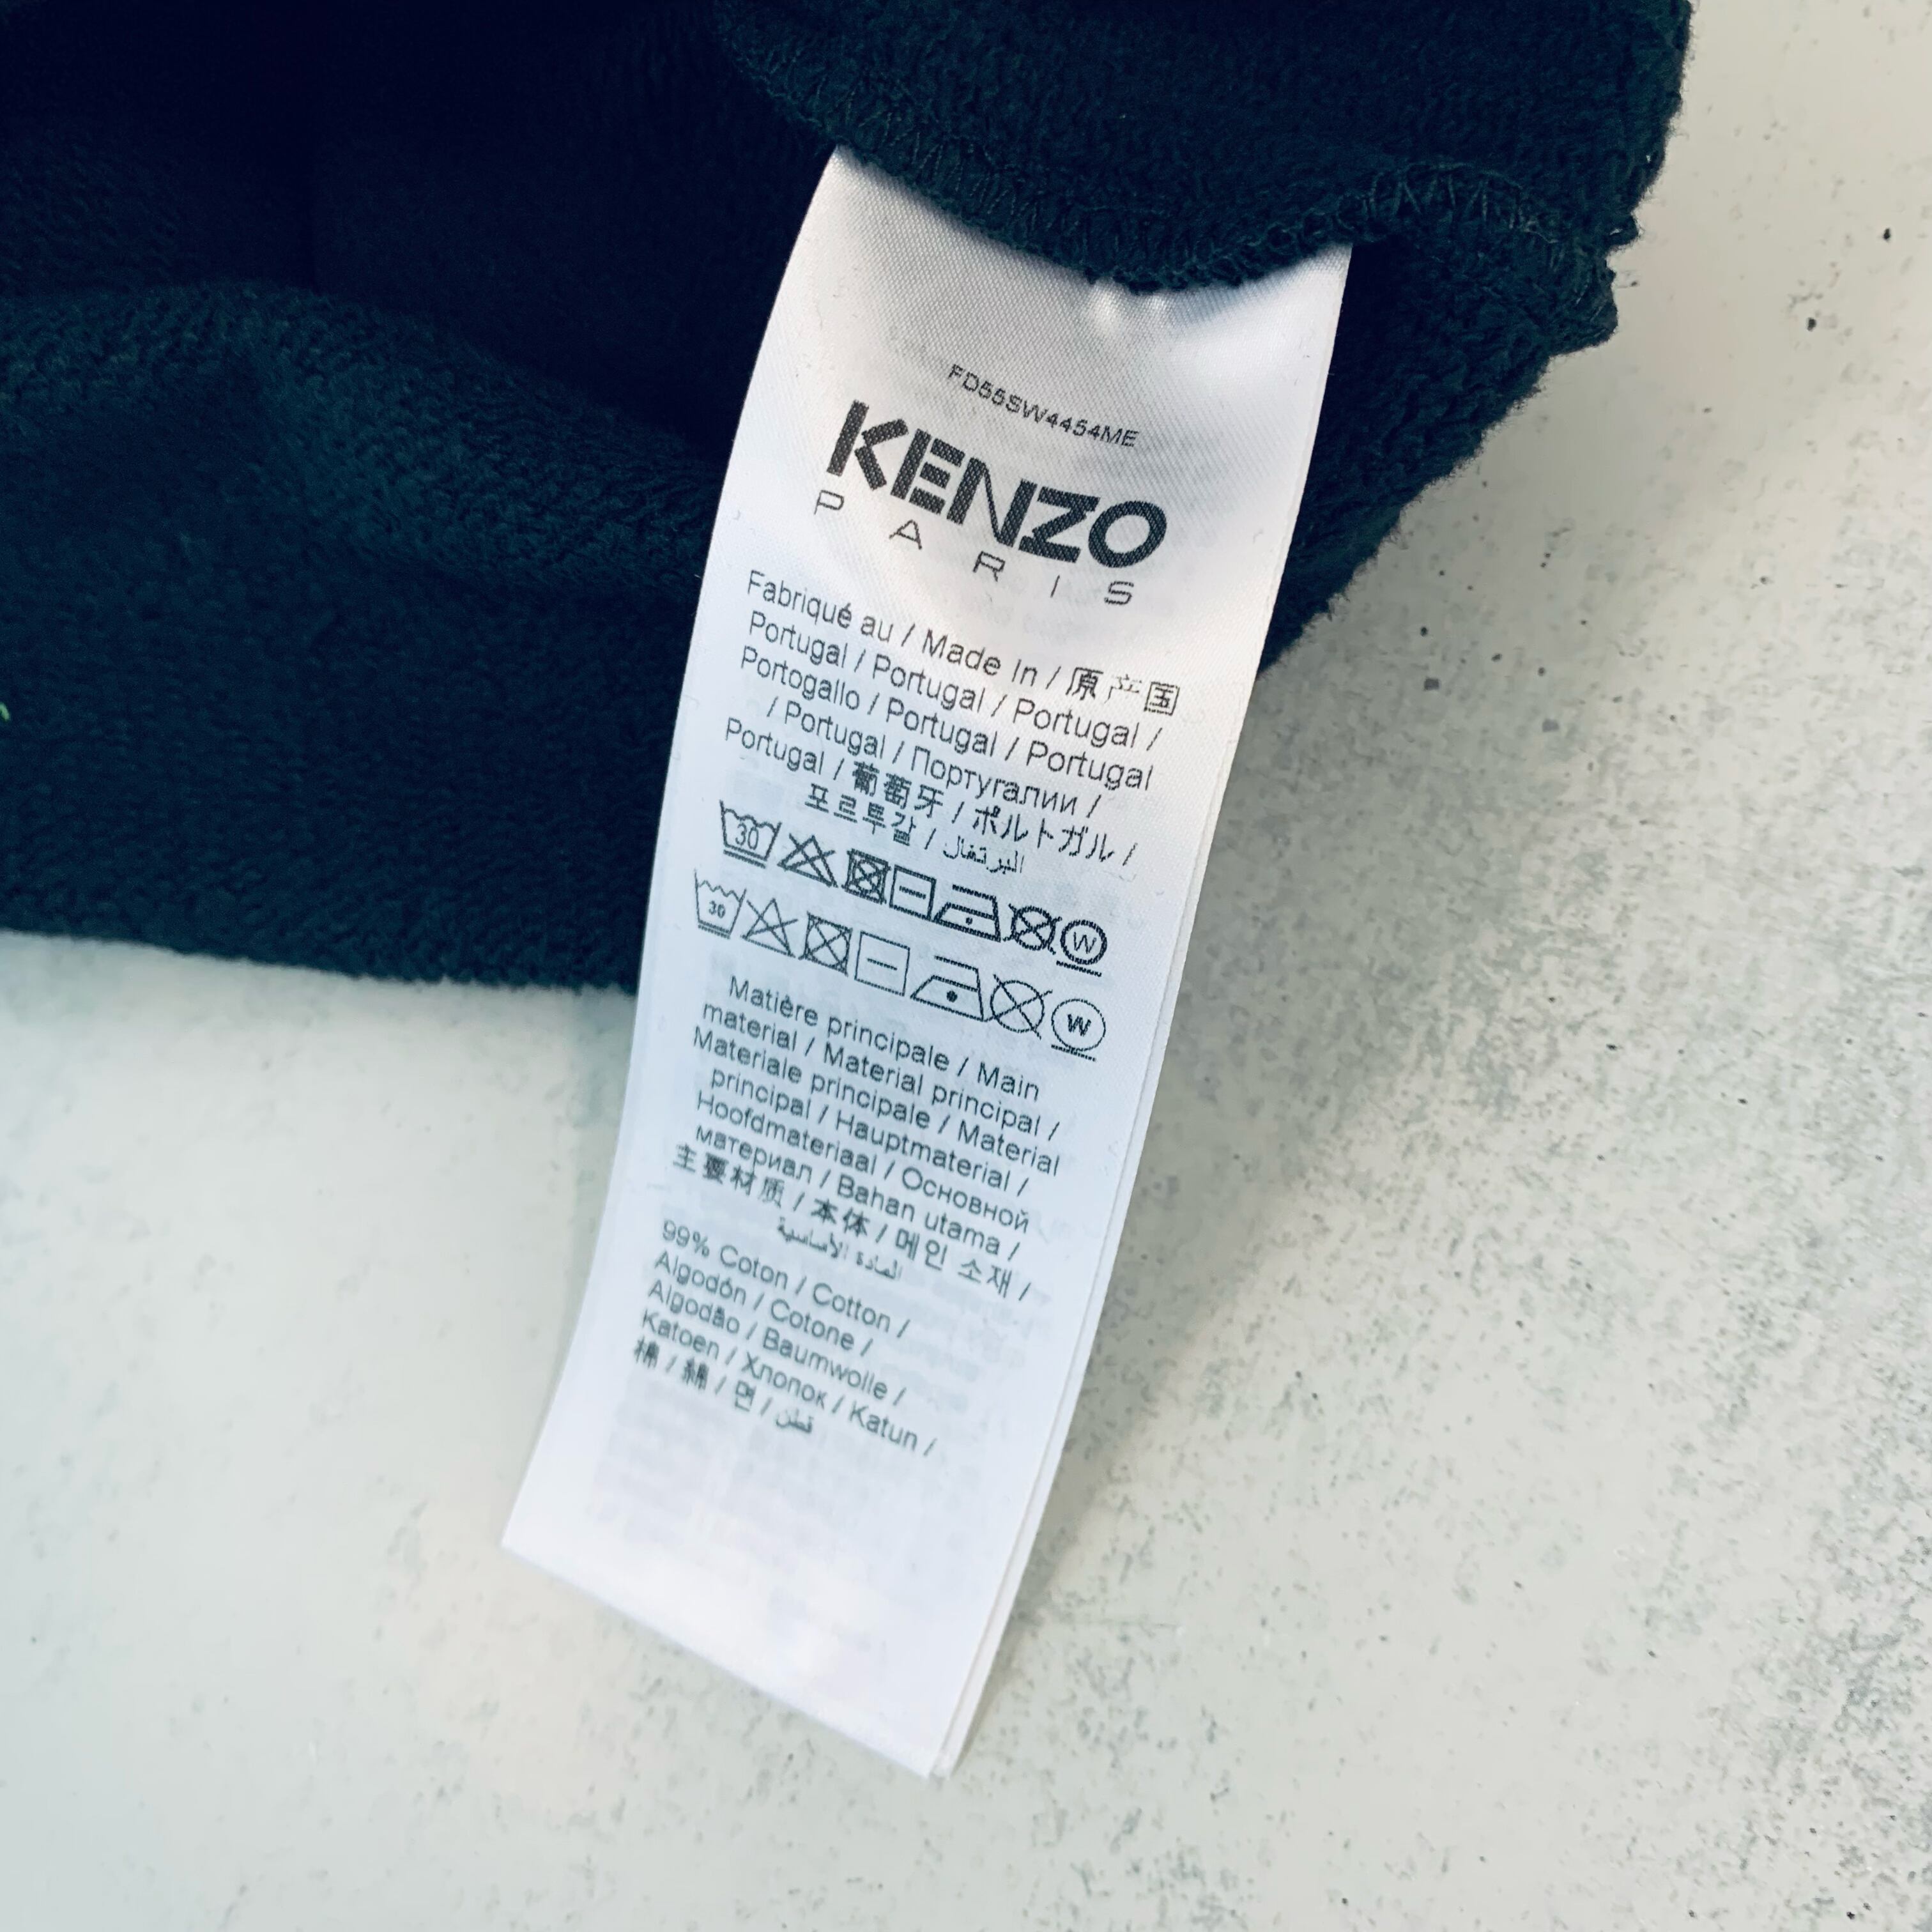 FD55SW4454ME
KENZO
PARIS
Fabriqué au / Made In / 原产国
Portugal / Portugal / Portugal /
Portogallo / Portugal / Portugal
/ Portugal / Португалии /
Portugal / 葡萄牙 / ポルトガル /
포르투갈 / البرتغال
30 W
30 W
Matière principale / Main
material / Material principal /
Materiale principale / Material
principal / Hauptmaterial /
Hoofdmateriaal / Основной
материал / Bahan utama /
主要材质 / 本体 / 메인 소재 /
المادة الأساسية
99% Coton / Cotton /
Algodón / Cotone /
Algodão / Baumwolle /
Katoen / Хлопок / Katun /
棉 / 綿 / 면 / قطن